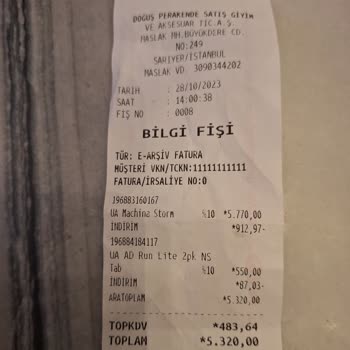 DOĞUŞ PERAKENDE SATIŞ GİYİM
VE AKSESUAR TİC.A.Ş.
MASLAK MH.BÜYÜKDERE CD.
NO:249
SARIYER/İSTANBUL
MASLAK VD 3090344202
TARİH : 28/10/2023
SAAT : 14:00:38
FİŞ NO : 0008
BİLGİ FİŞİ
TÜR: E-ARŞİV FATURA
MÜŞTERİ VKN/TCKN:11111111111
FATURA/İRSALİYE NO:0
196883160167
UA Machina Storm %10 *5.770,00
İNDİRİM *912,97-
196884184117
UA AD Run Lite 2pk NS
Tab %10 *550,00
İNDİRİM *87,03-
ARATOPLAM *5.320,00
TOPKDV *483,64
TOPLAM *5.320,00